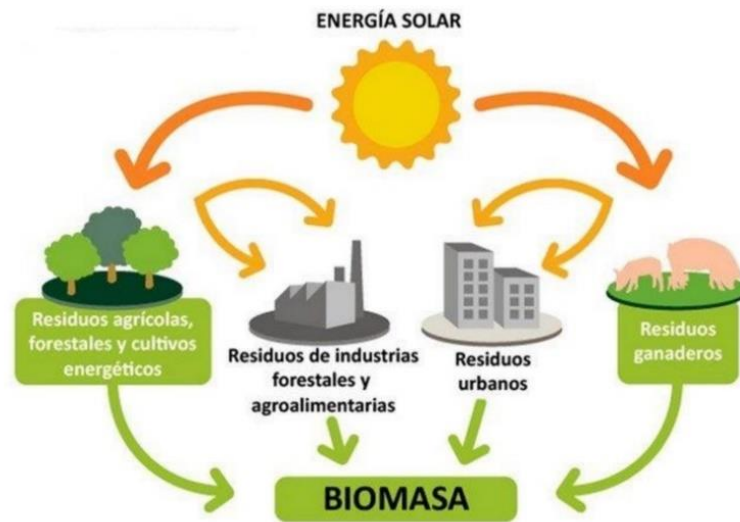 ENERGÍA SOLAR
Residuos agrícolas,
forestales y cultivos
energéticos
Residuos de industrias
forestales y
agroalimentarias
Residuos
urbanos
Residuos
ganaderos
BIOMASA